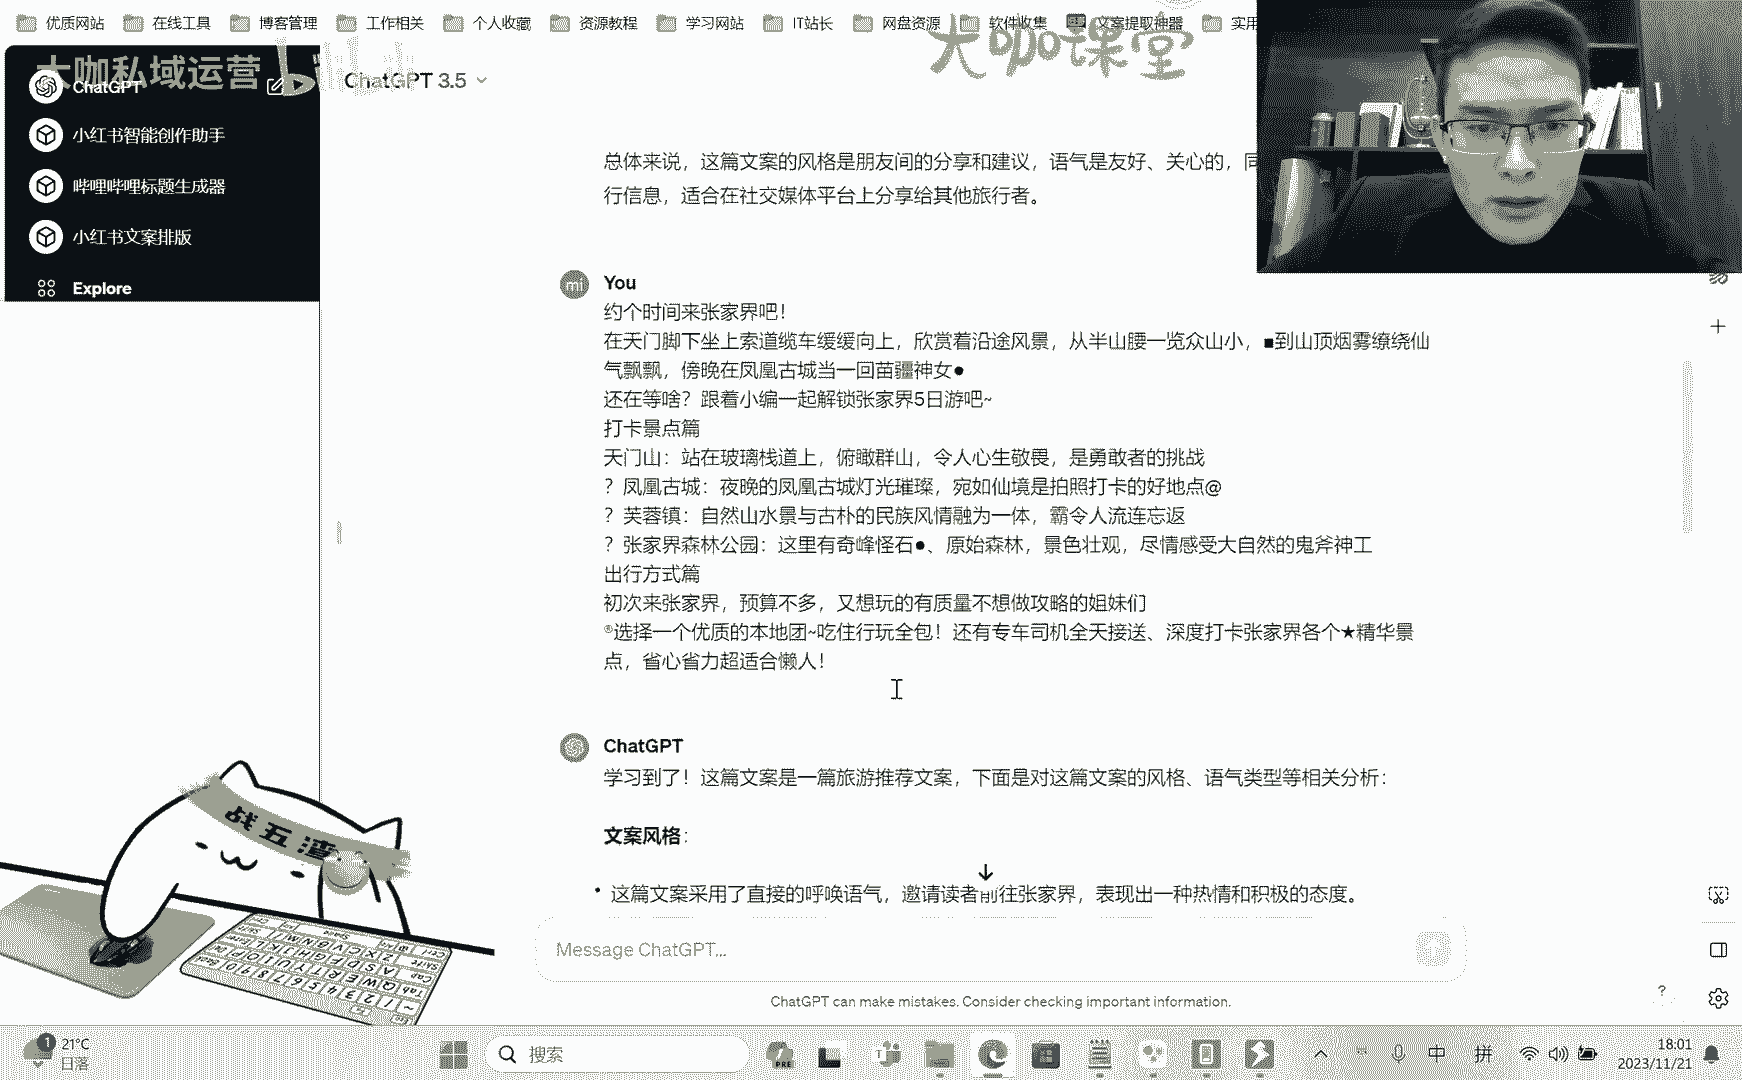 优质网站
在线工具
博客管理
工作相关
个人收藏
资源教程
学习网站
IT站长
网盘资源
软件收集
文案提取神器
实用
大咖私域运营
大咖课堂
ChatGPT
ChatGPT 3.5
小红书智能创作助手
哔哩哔哩标题生成器
小红书文案排版
Explore
总体来说，这篇文案的风格是朋友间的分享和建议，语气是友好、关心的，同
行信息，适合在社交媒体平台上分享给其他旅行者。
mi
You
约个时间来张家界吧！
在天门脚下坐上索道缆车缓缓向上，欣赏着沿途风景，从半山腰一览众山小，■到山顶烟雾缭绕仙
气飘飘，傍晚在凤凰古城当一回苗疆神女●
还在等啥？跟着小编一起解锁张家界5日游吧~
打卡景点篇
天门山：站在玻璃栈道上，俯瞰群山，令人心生敬畏，是勇敢者的挑战
？凤凰古城：夜晚的凤凰古城灯光璀璨，宛如仙境是拍照打卡的好地点@
？芙蓉镇：自然山水景与古朴的民族风情融为一体，霸令人流连忘返
？张家界森林公园：这里有奇峰怪石●、原始森林，景色壮观，尽情感受大自然的鬼斧神工
出行方式篇
初次来张家界，预算不多，又想玩的有质量不想做攻略的姐妹们
®选择一个优质的本地团~吃住行玩全包！还有专车司机全天接送、深度打卡张家界各个★精华景
点，省心省力超适合懒人！
ChatGPT
学习到了！这篇文案是一篇旅游推荐文案，下面是对这篇文案的风格、语气类型等相关分析：
文案风格：
• 这篇文案采用了直接的呼唤语气，邀请读者前往张家界，表现出一种热情和积极的态度。
Message ChatGPT...
ChatGPT can make mistakes. Consider checking important information.
?
战五渣
1
21°C
日落
搜索
PRE
中
拼
18:01
2023/11/21